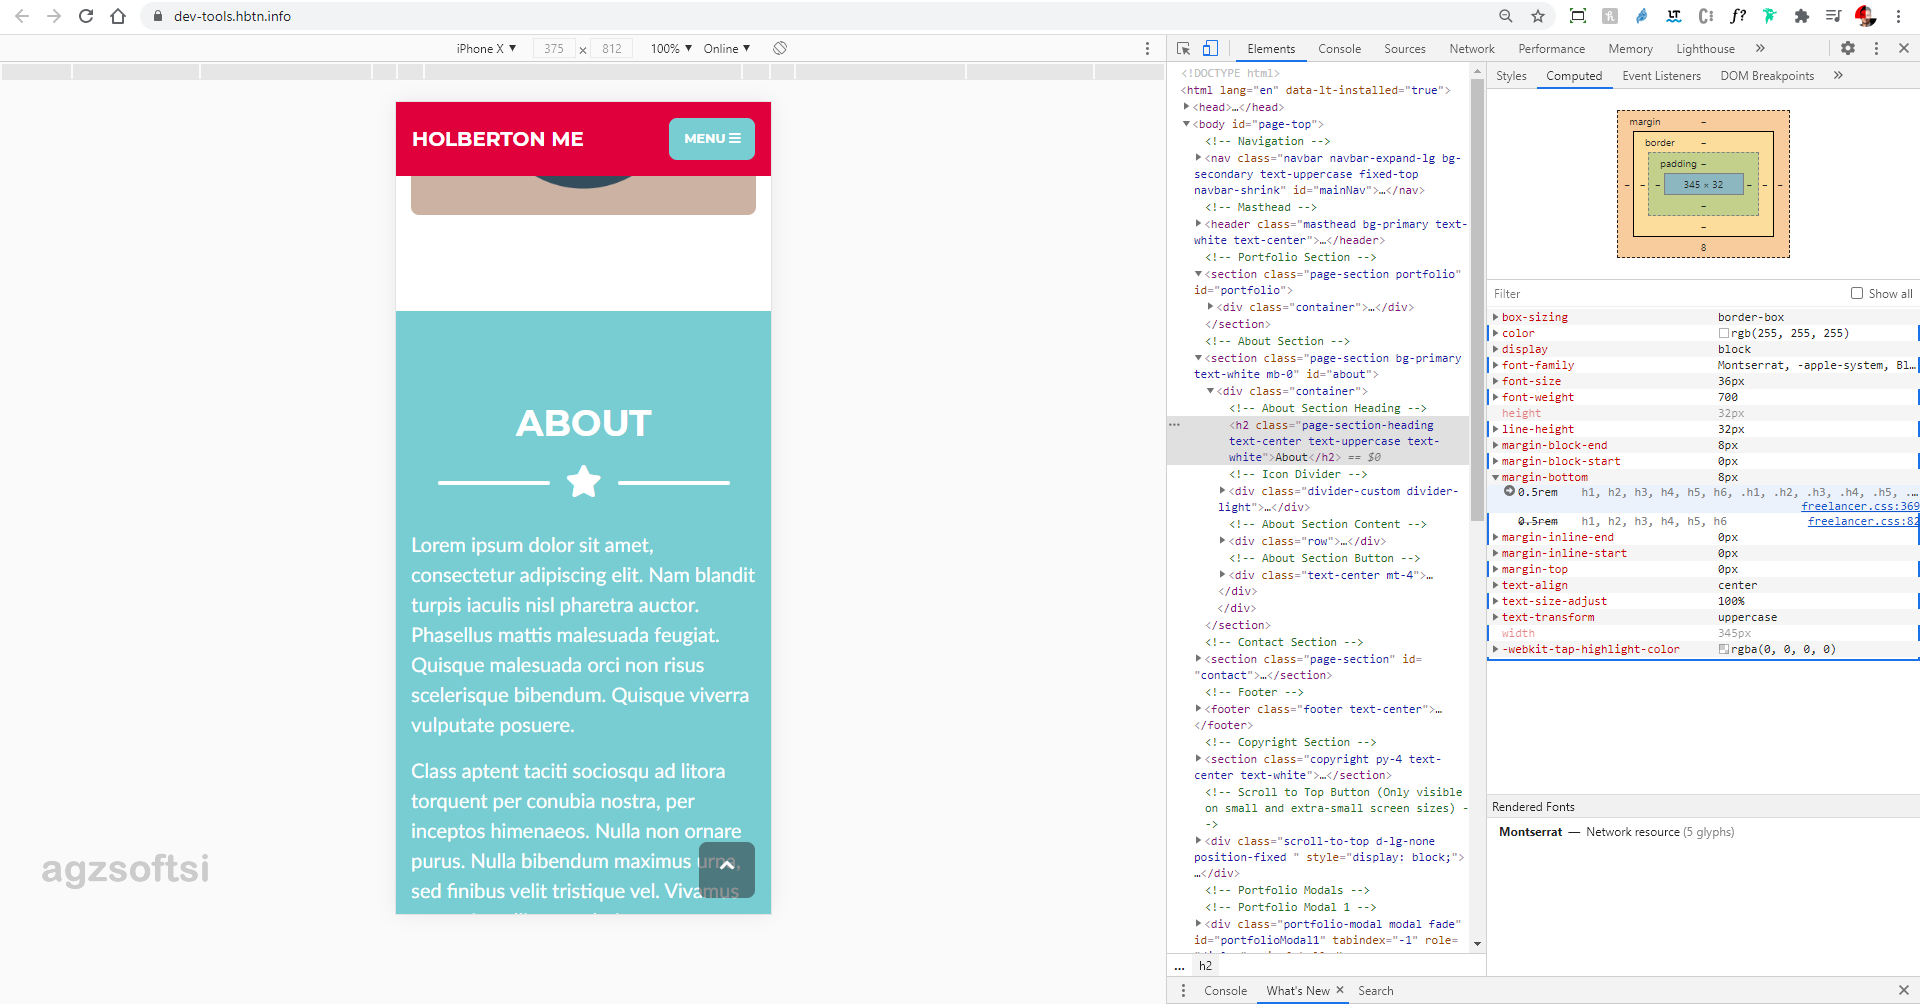 dev-tools.hbtn.info
iPhone X ▼ 375 × 812 100% ▼ Online ▼
Elements Console Sources Network Performance Memory Lighthouse »
HOLBERTON ME
MENU
ABOUT
Lorem ipsum dolor sit amet,
consectetur adipiscing elit. Nam blandit
turpis iaculis nisl pharetra auctor.
Phasellus mattis malesuada feugiat.
Quisque malesuada orci non risus
scelerisque bibendum. Quisque viverra
vulputate posuere.
Class aptent taciti sociosqu ad litora
torquent per conubia nostra, per
inceptos himenaeos. Nulla non ornare
purus. Nulla bibendum maximus urna,
sed finibus velit tristique vel. Vivamus
agzsoftsi
<!DOCTYPE html>
<html lang="en" data-lt-installed="true">
<head>…</head>
<body id="page-top">
<!-- Navigation -->
<nav class="navbar navbar-expand-lg bg-
secondary text-uppercase fixed-top
navbar-shrink" id="mainNav">…</nav>
<!-- Masthead -->
<header class="masthead bg-primary text-
white text-center">…</header>
<!-- Portfolio Section -->
<section class="page-section portfolio"
id="portfolio">
<div class="container">…</div>
</section>
<!-- About Section -->
<section class="page-section bg-primary
text-white mb-0" id="about">
<div class="container">
<!-- About Section Heading -->
<h2 class="page-section-heading
text-center text-uppercase text-
white">About</h2> == $0
<!-- Icon Divider -->
<div class="divider-custom divider-
light">…</div>
<!-- About Section Content -->
<div class="row">…</div>
<!-- About Section Button -->
<div class="text-center mt-4">…
</div>
</div>
</section>
<!-- Contact Section -->
<section class="page-section" id=
"contact">…</section>
<!-- Footer -->
<footer class="footer text-center">…
</footer>
<!-- Copyright Section -->
<section class="copyright py-4 text-
center text-white">…</section>
<!-- Scroll to Top Button (Only visible
on small and extra-small screen sizes) -
->
<div class="scroll-to-top d-lg-none
position-fixed " style="display: block;">
…</div>
<!-- Portfolio Modals -->
<!-- Portfolio Modal 1 -->
<div class="portfolio-modal modal fade"
id="portfolioModal1" tabindex="-1" role=
... h2
Console What's New × Search
Styles Computed Event Listeners DOM Breakpoints »
margin –
border –
padding –
– – – 345 × 32 – – –
–
–
8
Filter Show all
box-sizing border-box
color rgb(255, 255, 255)
display block
font-family Montserrat, -apple-system, Bl…
font-size 36px
font-weight 700
height 32px
line-height 32px
margin-block-end 8px
margin-block-start 0px
margin-bottom 8px
0.5rem h1, h2, h3, h4, h5, h6, .h1, .h2, .h3, .h4, .h5, …
freelancer.css:369
0.5rem h1, h2, h3, h4, h5, h6 freelancer.css:82
margin-inline-end 0px
margin-inline-start 0px
margin-top 0px
text-align center
text-size-adjust 100%
text-transform uppercase
width 345px
-webkit-tap-highlight-color rgba(0, 0, 0, 0)
Rendered Fonts
Montserrat — Network resource (5 glyphs)